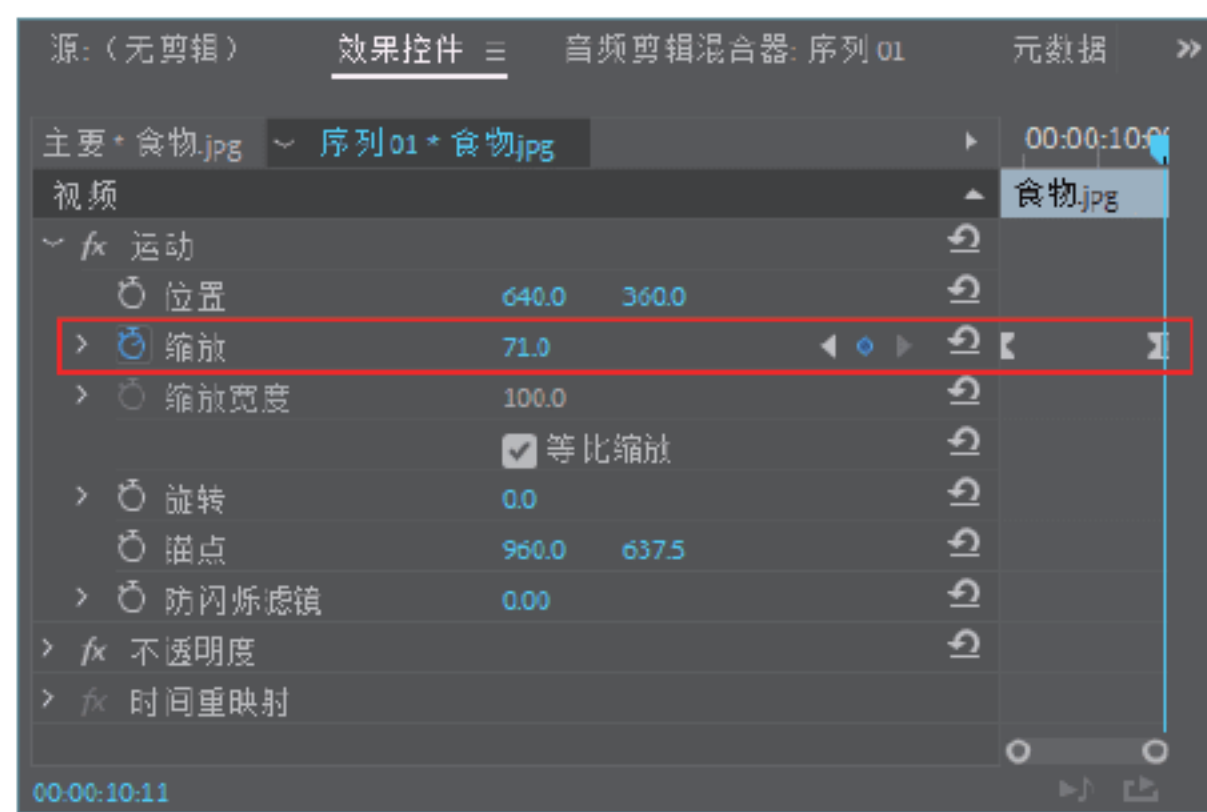 源:（无剪辑） 效果控件 音频剪辑混合器: 序列 01 元数据 »
主要 * 食物.jpg 序列 01 * 食物.jpg 00:00:10:0
视频 食物.jpg
fx 运动
位置 640.0 360.0
缩放 71.0
缩放宽度 100.0
等比缩放
旋转 0.0
锚点 960.0 637.5
防闪烁滤镜 0.00
fx 不透明度
fx 时间重映射
00:00:10:11